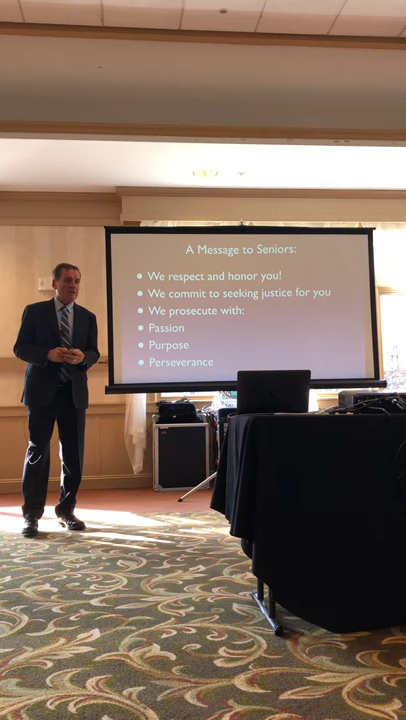 A Message to Seniors:
• We respect and honor you!
• We commit to seeking justice for you
• We prosecute with:
• Passion
• Purpose
• Perseverance